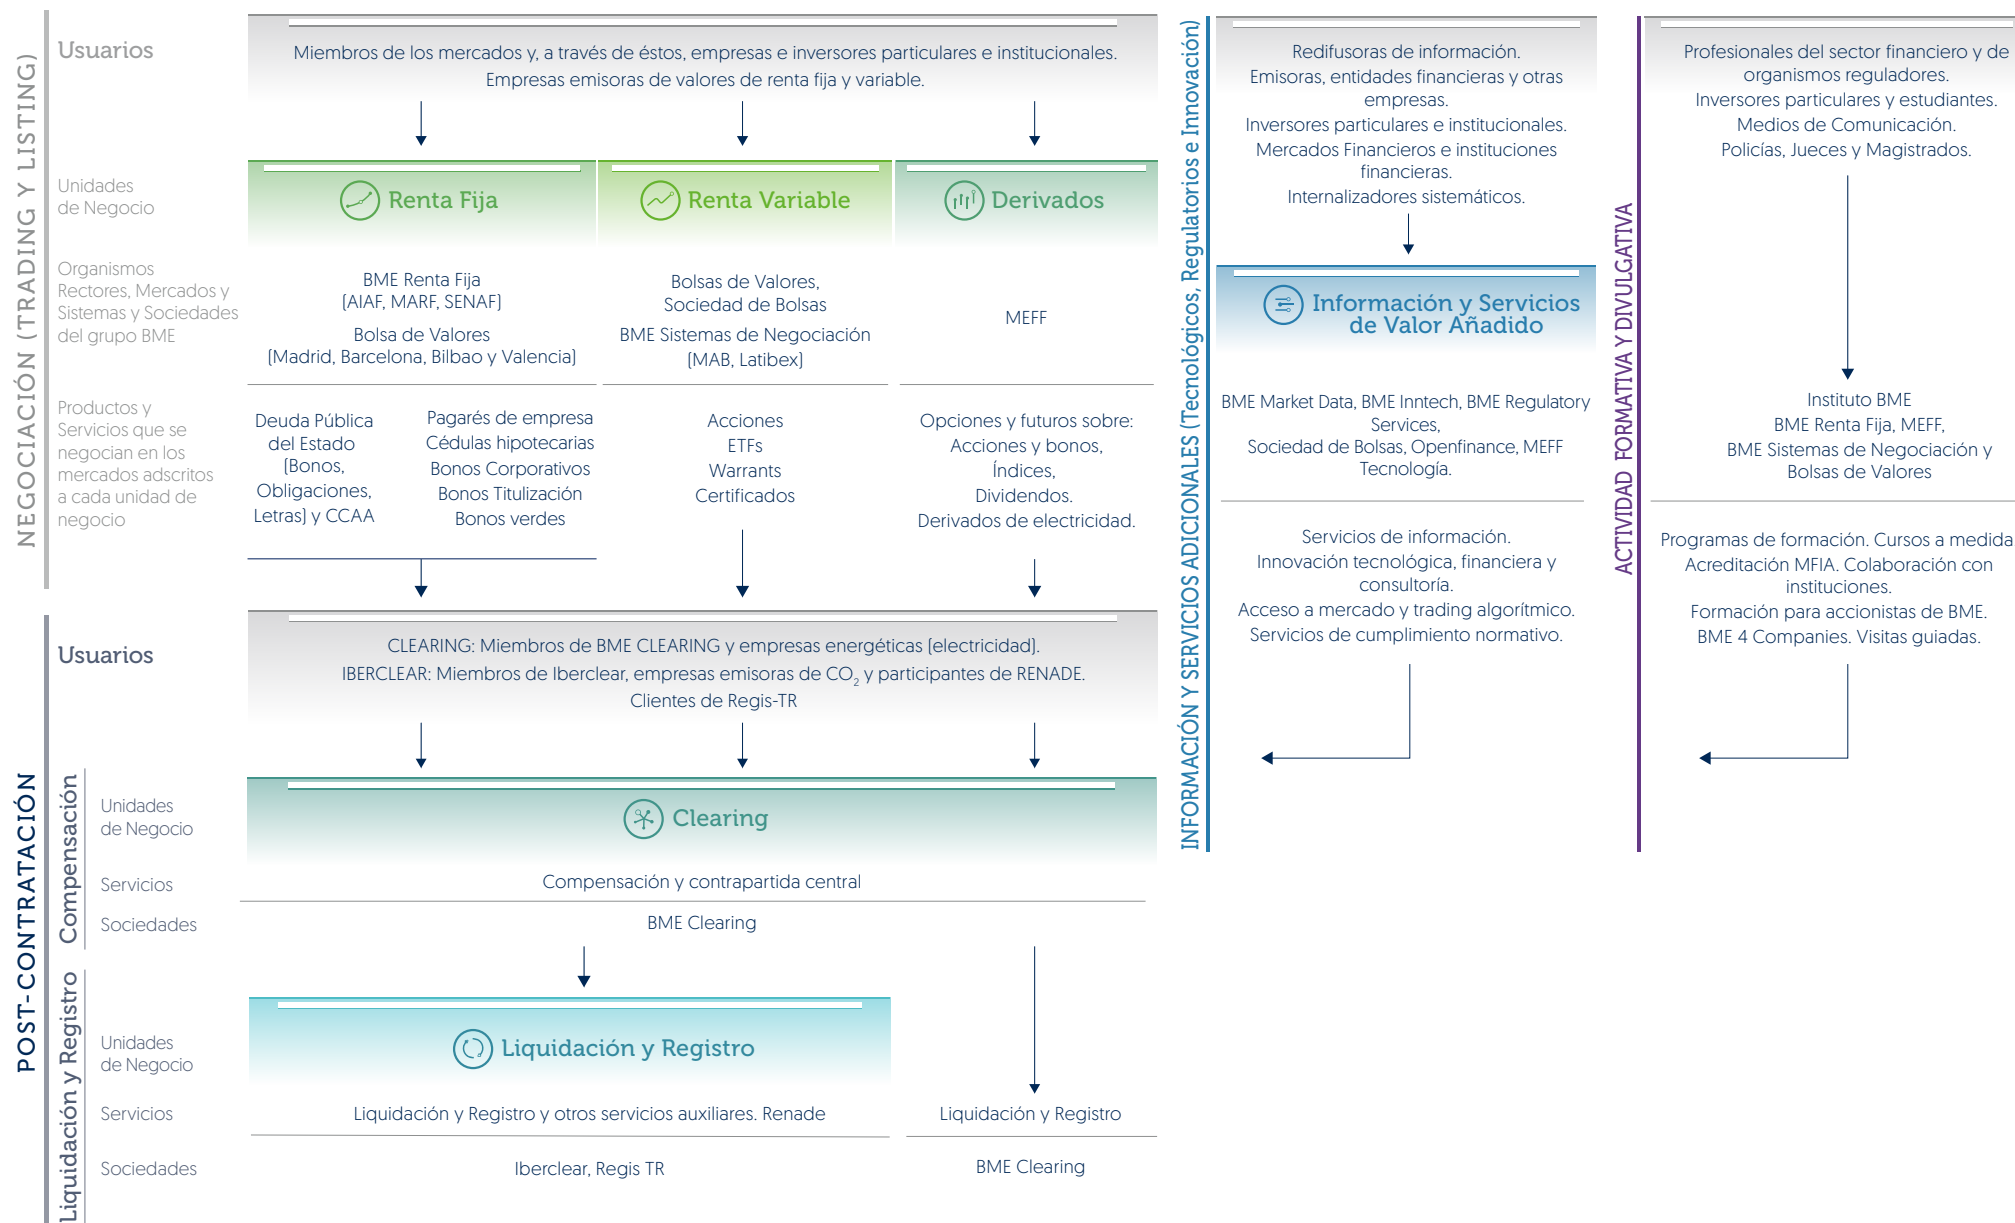 NEGOCIACIÓN (TRADING Y LISTING)
Usuarios
Miembros de los mercados y, a través de éstos, empresas e inversores particulares e institucionales.
Empresas emisoras de valores de renta fija y variable.
Unidades
de Negocio
Renta Fija
Renta Variable
Derivados
Organismos
Rectores, Mercados y
Sistemas y Sociedades
del grupo BME
BME Renta Fija
(AIAF, MARF, SENAF)
Bolsa de Valores
(Madrid, Barcelona, Bilbao y Valencia)
Bolsas de Valores,
Sociedad de Bolsas
BME Sistemas de Negociación
(MAB, Latibex)
MEFF
Productos y
Servicios que se
negocian en los
mercados adscritos
a cada unidad de
negocio
Deuda Pública
del Estado
(Bonos,
Obligaciones,
Letras) y CCAA
Pagarés de empresa
Cédulas hipotecarias
Bonos Corporativos
Bonos Titulización
Bonos verdes
Acciones
ETFs
Warrants
Certificados
Opciones y futuros sobre:
Acciones y bonos,
Índices,
Dividendos.
Derivados de electricidad.
POST-CONTRATACIÓN
Usuarios
CLEARING: Miembros de BME CLEARING y empresas energéticas (electricidad).
IBERCLEAR: Miembros de Iberclear, empresas emisoras de CO2 y participantes de RENADE.
Clientes de Regis-TR
Compensación
Unidades
de Negocio
Clearing
Servicios
Compensación y contrapartida central
Sociedades
BME Clearing
Liquidación y Registro
Unidades
de Negocio
Liquidación y Registro
Servicios
Liquidación y Registro y otros servicios auxiliares. Renade
Liquidación y Registro
Sociedades
Iberclear, Regis TR
BME Clearing
INFORMACIÓN Y SERVICIOS ADICIONALES (Tecnológicos, Regulatorios e Innovación)
Redifusoras de información.
Emisoras, entidades financieras y otras
empresas.
Inversores particulares e institucionales.
Mercados Financieros e instituciones
financieras.
Internalizadores sistemáticos.
Información y Servicios
de Valor Añadido
BME Market Data, BME Inntech, BME Regulatory
Services,
Sociedad de Bolsas, Openfinance, MEFF
Tecnología.
Servicios de información.
Innovación tecnológica, financiera y
consultoría.
Acceso a mercado y trading algorítmico.
Servicios de cumplimiento normativo.
ACTIVIDAD FORMATIVA Y DIVULGATIVA
Profesionales del sector financiero y de
organismos reguladores.
Inversores particulares y estudiantes.
Medios de Comunicación.
Policías, Jueces y Magistrados.
Instituto BME
BME Renta Fija, MEFF,
BME Sistemas de Negociación y
Bolsas de Valores
Programas de formación. Cursos a medida
Acreditación MFIA. Colaboración con
instituciones.
Formación para accionistas de BME.
BME 4 Companies. Visitas guiadas.